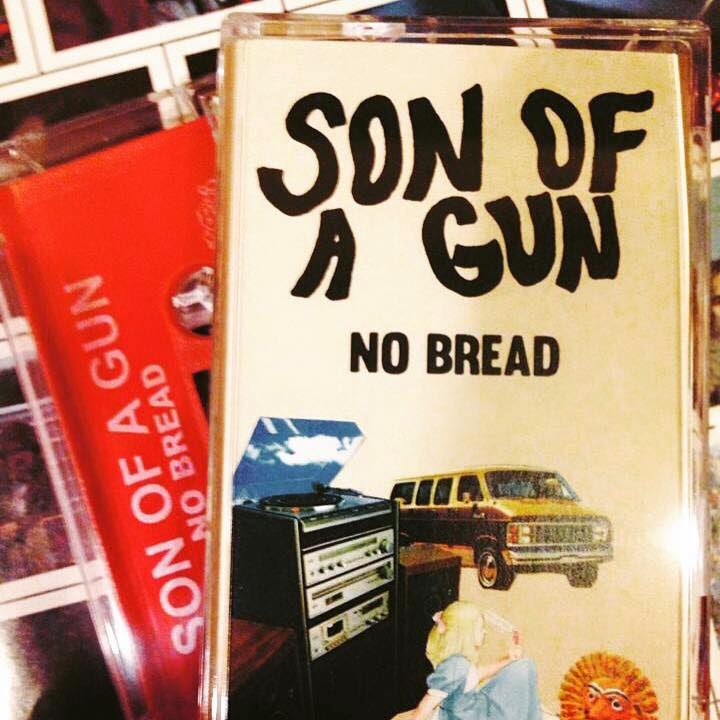 SON OF
A GUN
NO BREAD
SON OF A GUN
NO BREAD